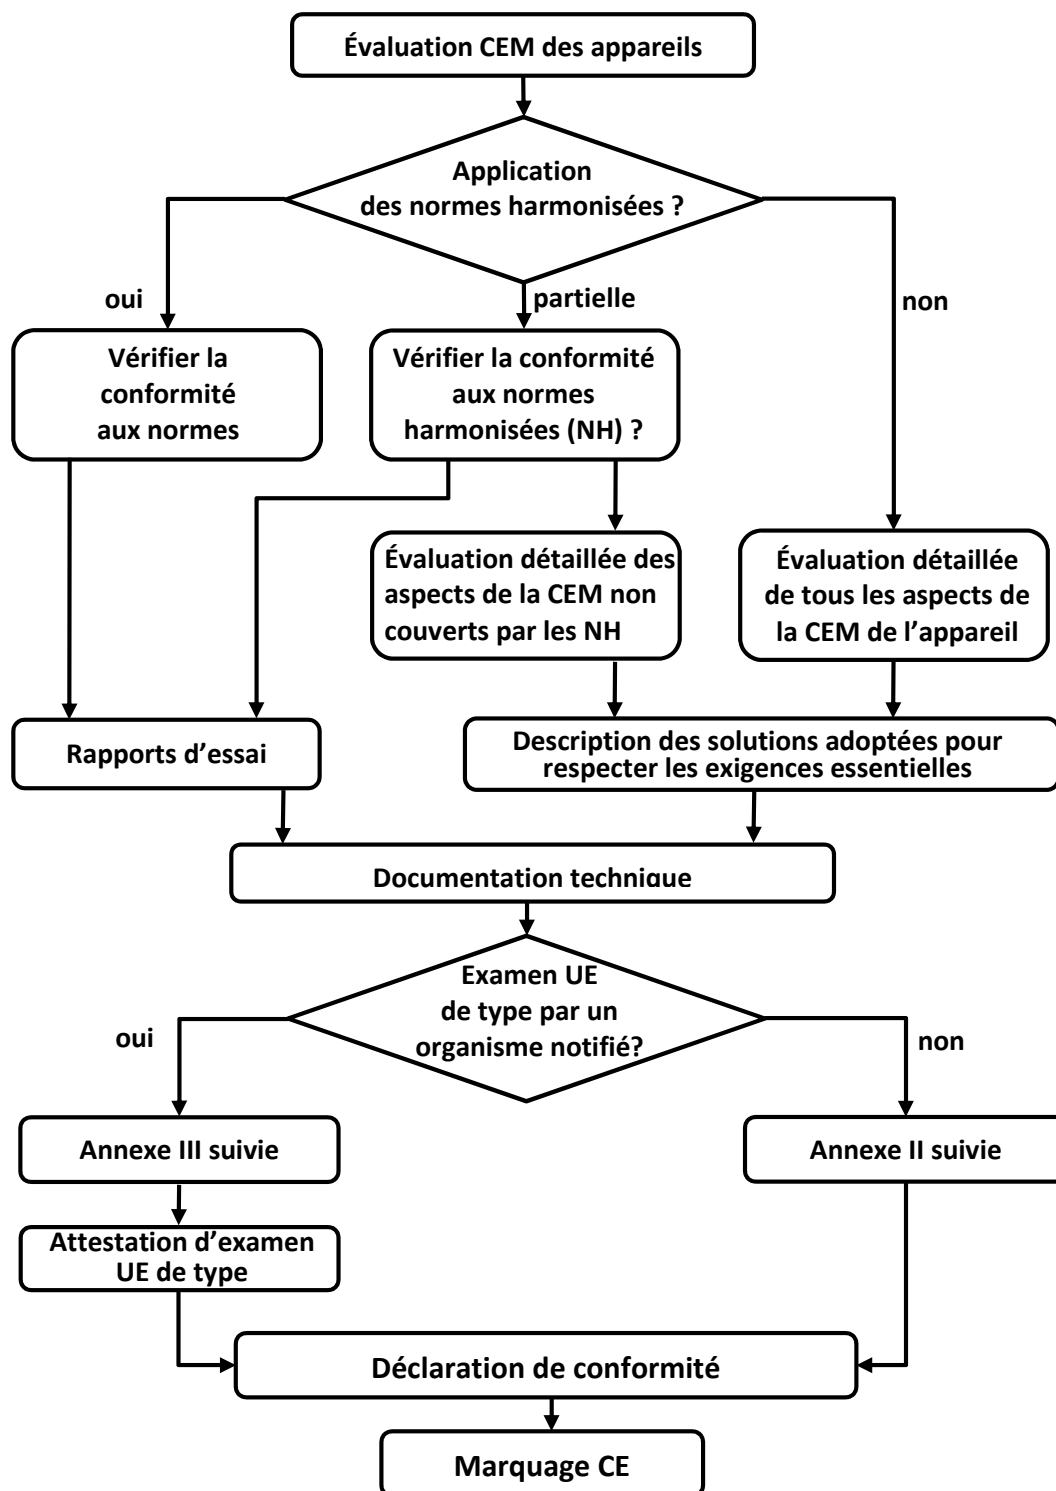 Évaluation CEM des appareils
Application
des normes harmonisées ?
oui
partielle
non
Vérifier la
conformité
aux normes
Vérifier la conformité
aux normes
harmonisées (NH) ?
Évaluation détaillée des
aspects de la CEM non
couverts par les NH
Évaluation détaillée
de tous les aspects de
la CEM de l’appareil
Rapports d’essai
Description des solutions adoptées pour
respecter les exigences essentielles
Documentation technique
Examen UE
de type par un
organisme notifié?
oui
non
Annexe III suivie
Annexe II suivie
Attestation d’examen
UE de type
Déclaration de conformité
Marquage CE